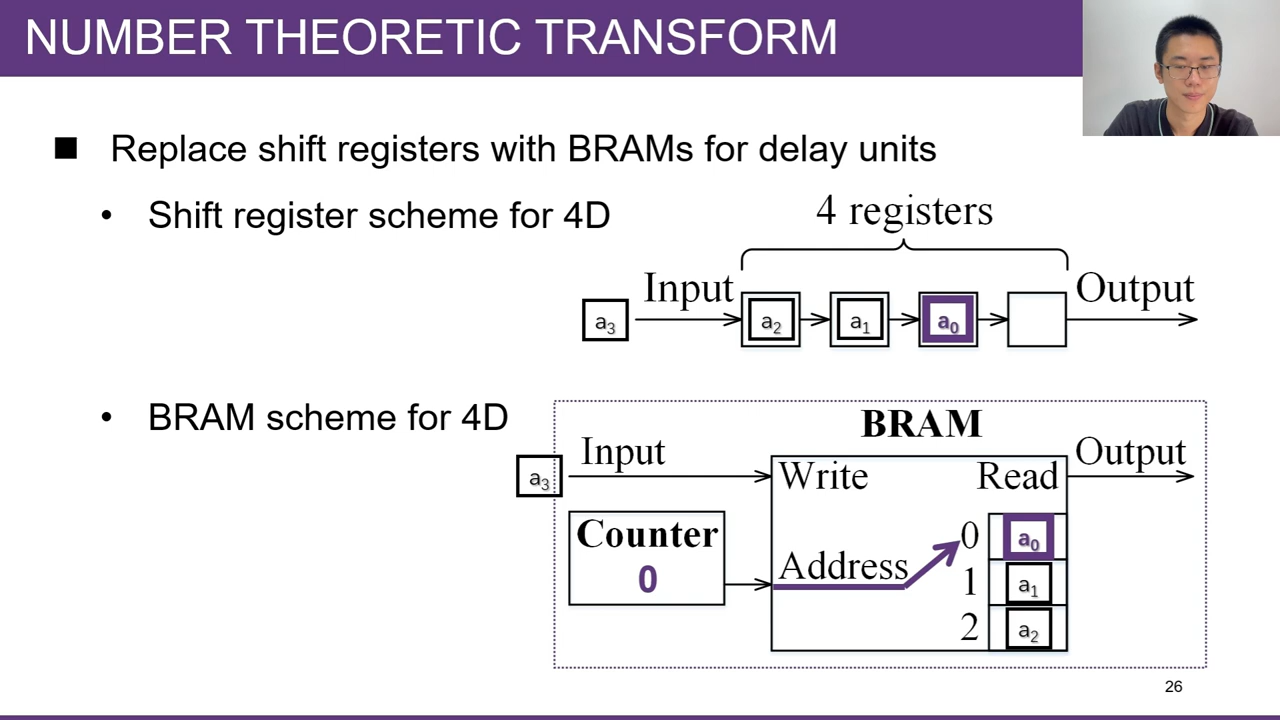 NUMBER THEORETIC TRANSFORM
Replace shift registers with BRAMs for delay units
• Shift register scheme for 4D
4 registers
Input
Output
a₃
a₂
a₁
a₀
• BRAM scheme for 4D
BRAM
Input
Output
a₃
Write
Read
Counter
0
Address
0
a₀
1
a₁
2
a₂
26